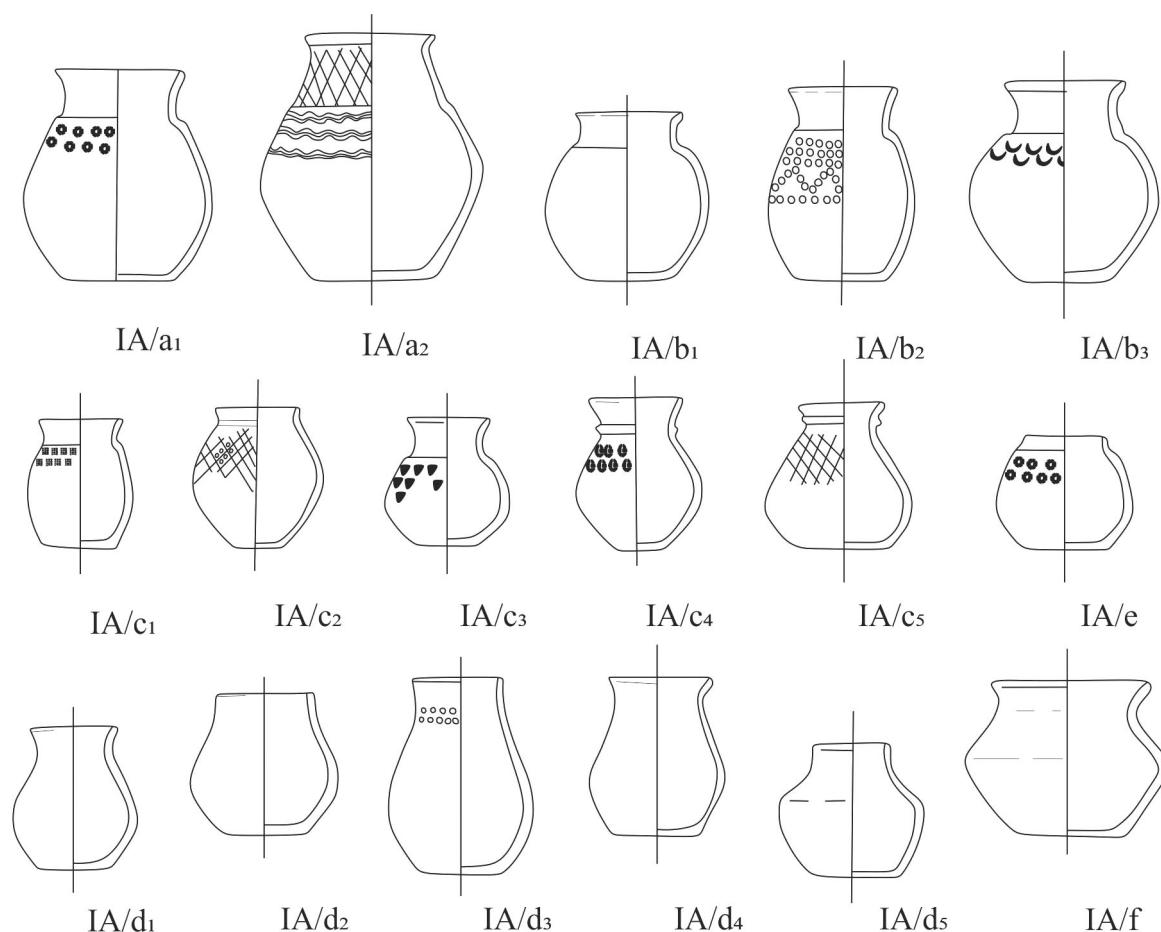 IA/a₁ IA/a₂ IA/b₁ IA/b₂ IA/b₃
IA/c₁ IA/c₂ IA/c₃ IA/c₄ IA/c₅ IA/e
IA/d₁ IA/d₂ IA/d₃ IA/d₄ IA/d₅ IA/f